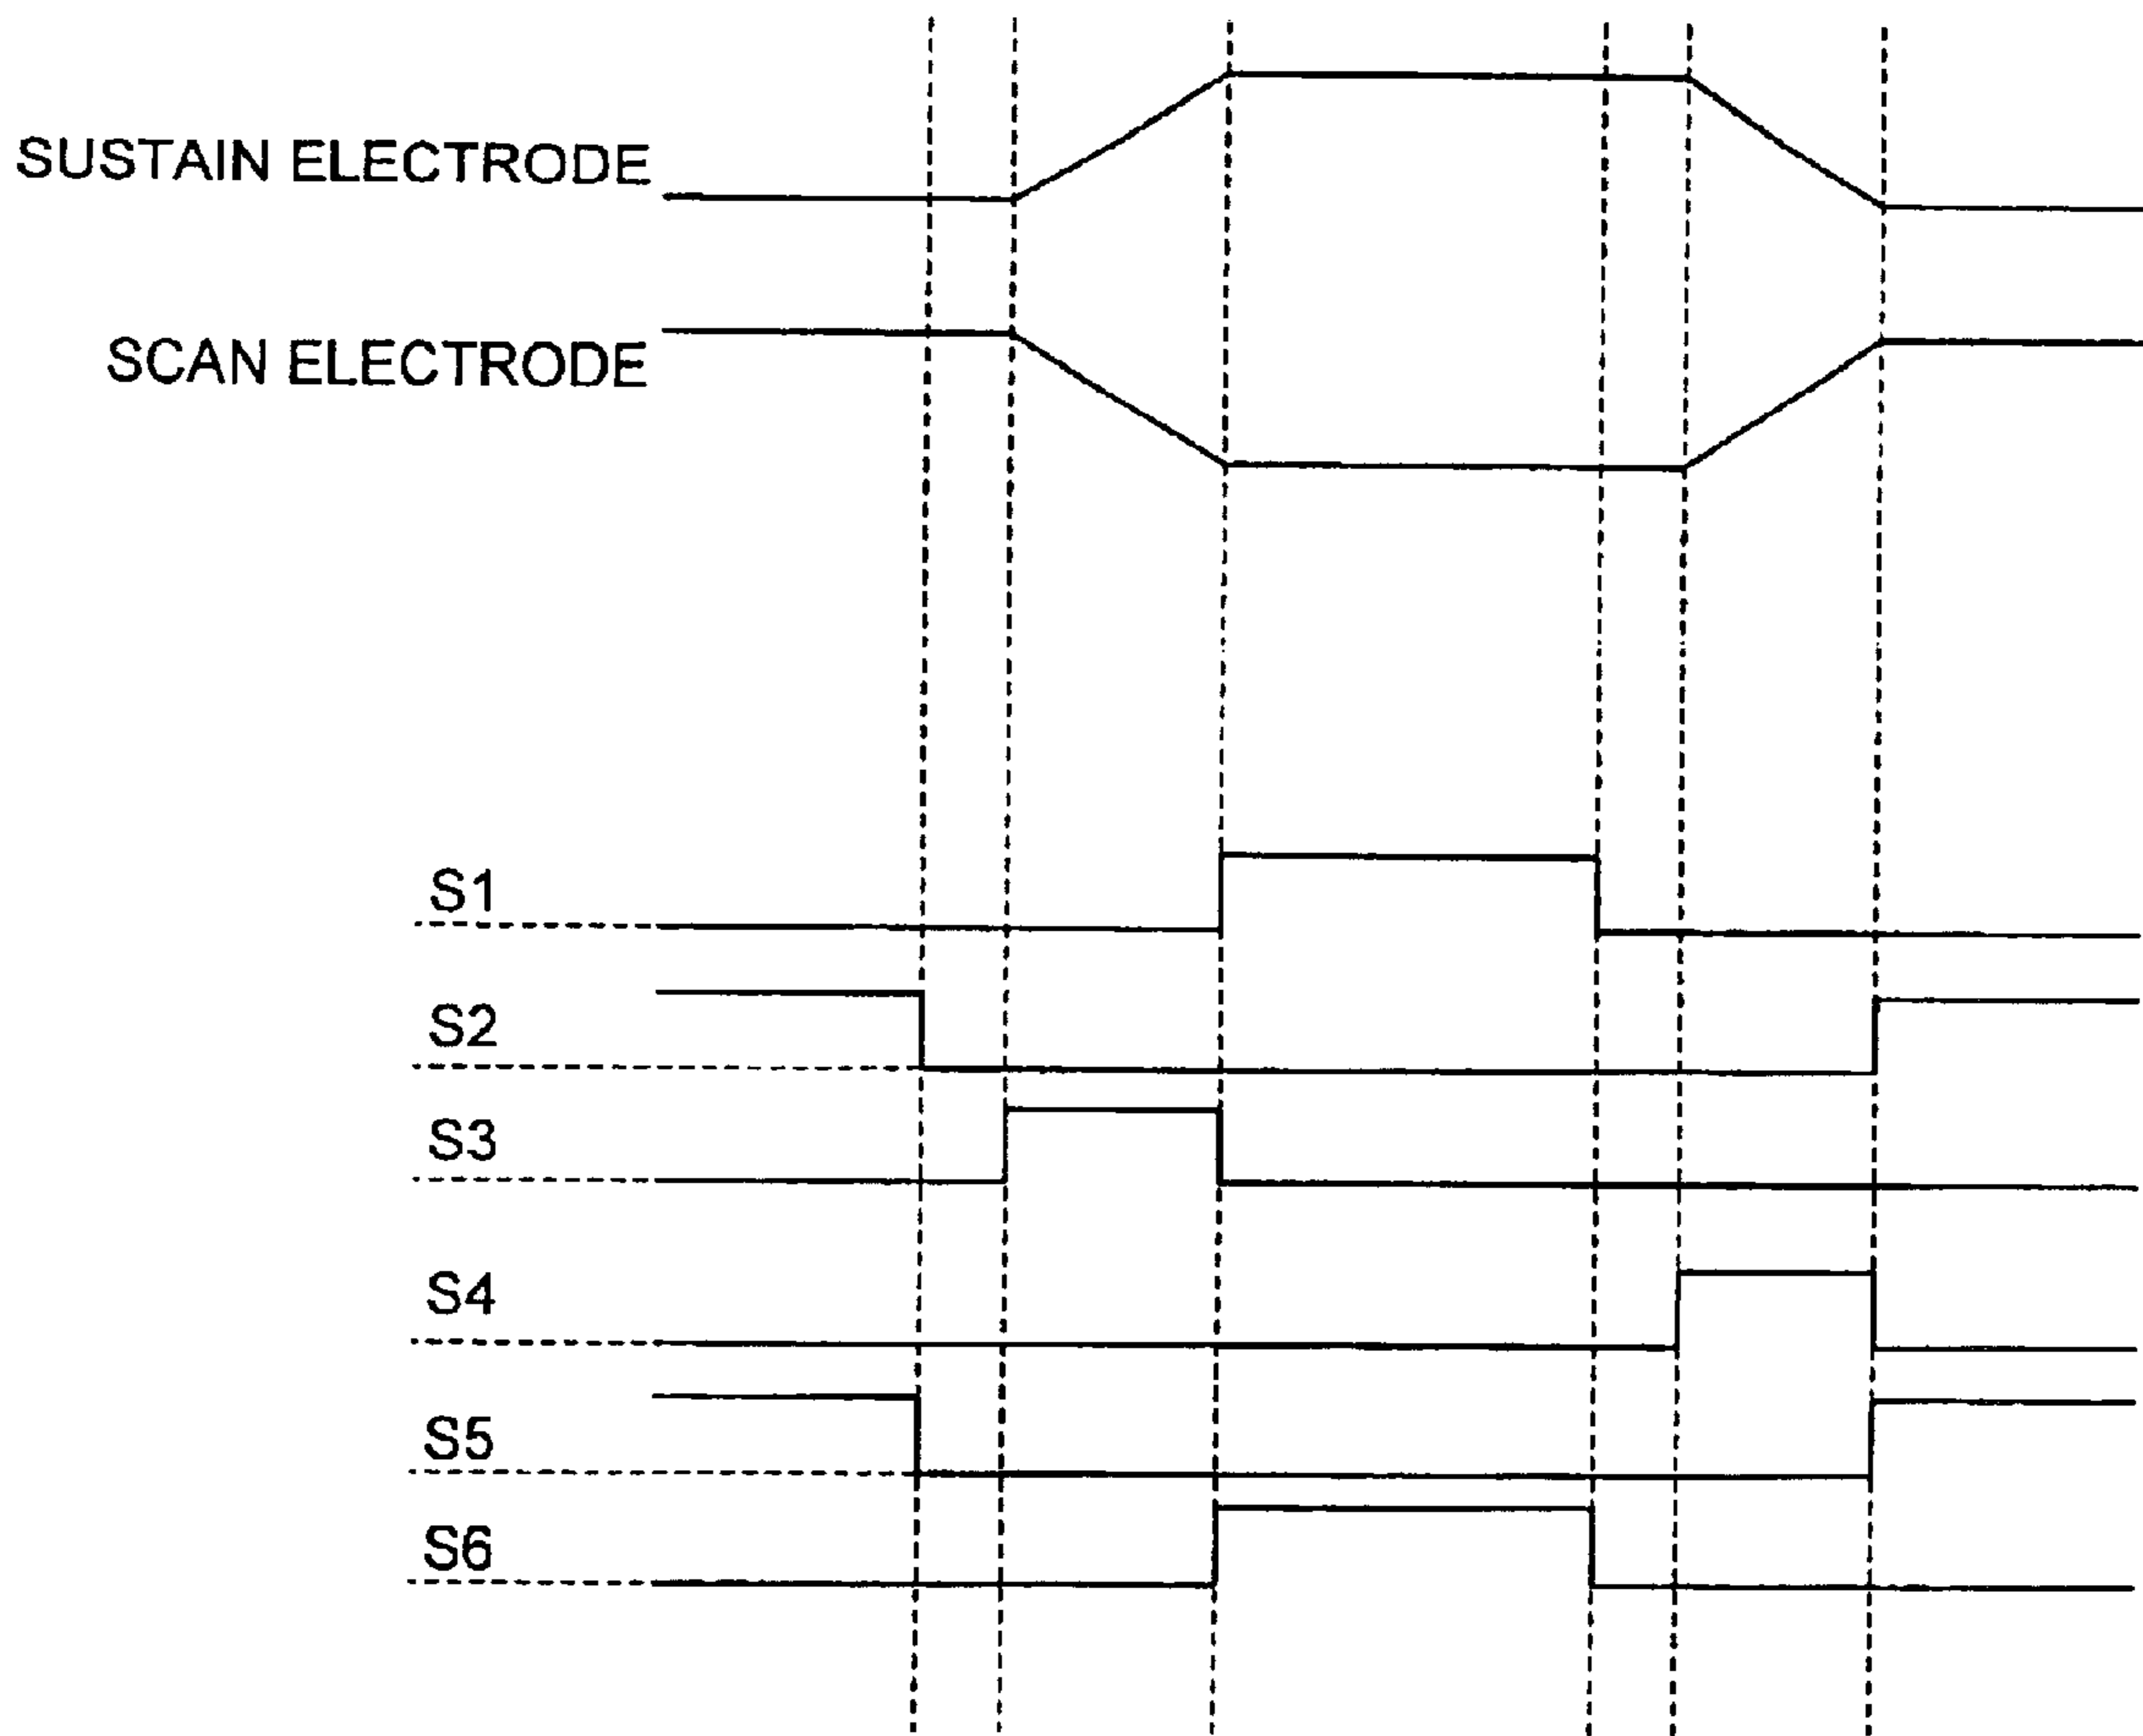 SUSTAIN ELECTRODE
SCAN ELECTRODE
S1
S2
S3
S4
S5
S6